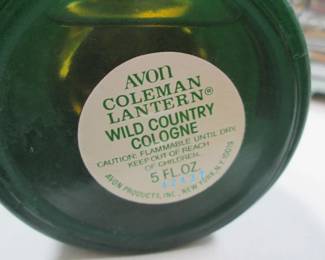 AVON
COLEMAN
LANTERN®
WILD COUNTRY
COLOGNE
CAUTION: FLAMMABLE UNTIL DRY.
KEEP OUT OF REACH
OF CHILDREN.
5 FL. OZ.
AVON PRODUCTS, INC., NEW YORK, N.Y. 10019